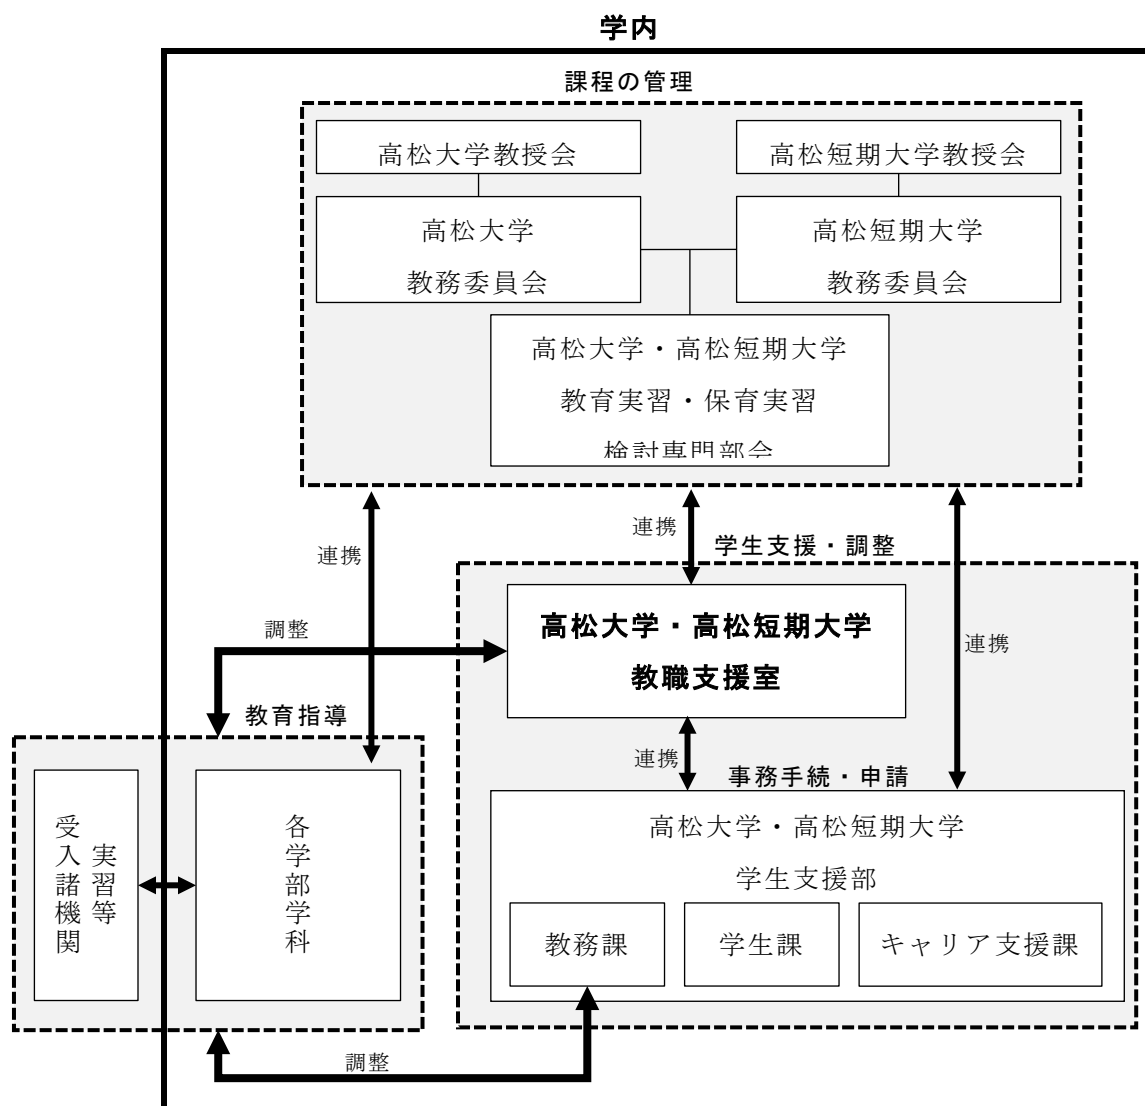 学内
課程の管理
高松大学教授会
高松短期大学教授会
高松大学
教務委員会
高松短期大学
教務委員会
高松大学・高松短期大学
教育実習・保育実習
検討専門部会
連携
連携
学生支援・調整
連携
調整
高松大学・高松短期大学
教職支援室
教育指導
連携
事務手続・申請
実習等
受入諸機関
各学部学科
高松大学・高松短期大学
学生支援部
教務課
学生課
キャリア支援課
調整